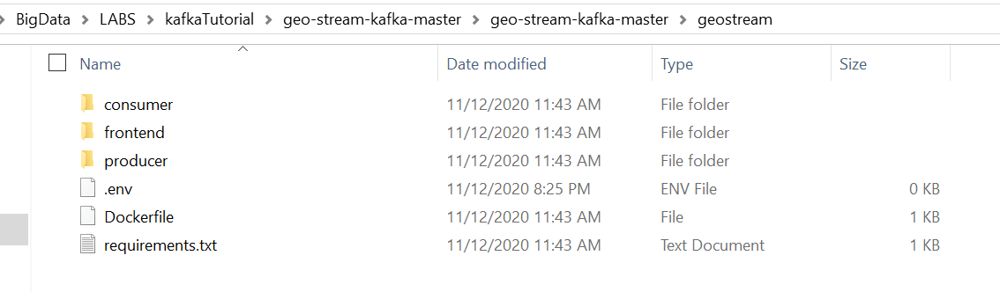 BigData > LABS > kafkaTutorial > geo-stream-kafka-master > geo-stream-kafka-master > geostream
Name Date modified Type Size
consumer 11/12/2020 11:43 AM File folder
frontend 11/12/2020 11:43 AM File folder
producer 11/12/2020 11:43 AM File folder
.env 11/12/2020 8:25 PM ENV File 0 KB
Dockerfile 11/12/2020 11:43 AM File 1 KB
requirements.txt 11/12/2020 11:43 AM Text Document 1 KB